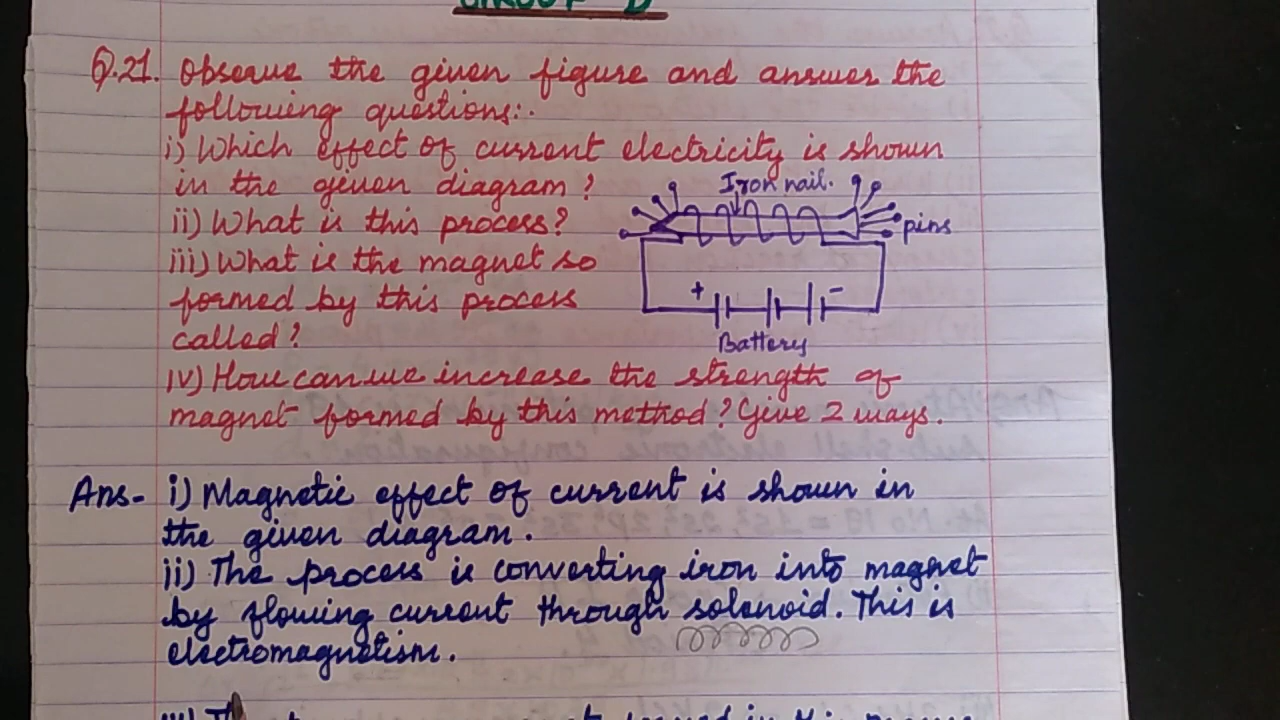 Q.21. Observe the given figure and answer the
following questions:-
i) Which effect of current electricity is shown
in the given diagram?
Iron nail.
ii) What is this process?
pins
iii) What is the magnet so
formed by this process
+ -
called?
Battery
iv) How can we increase the strength of
magnet formed by this method? Give 2 ways.
Ans- i) Magnetic effect of current is shown in
the given diagram.
ii) The process is converting iron into magnet
by flowing current through solenoid. This is
electromagnetism.